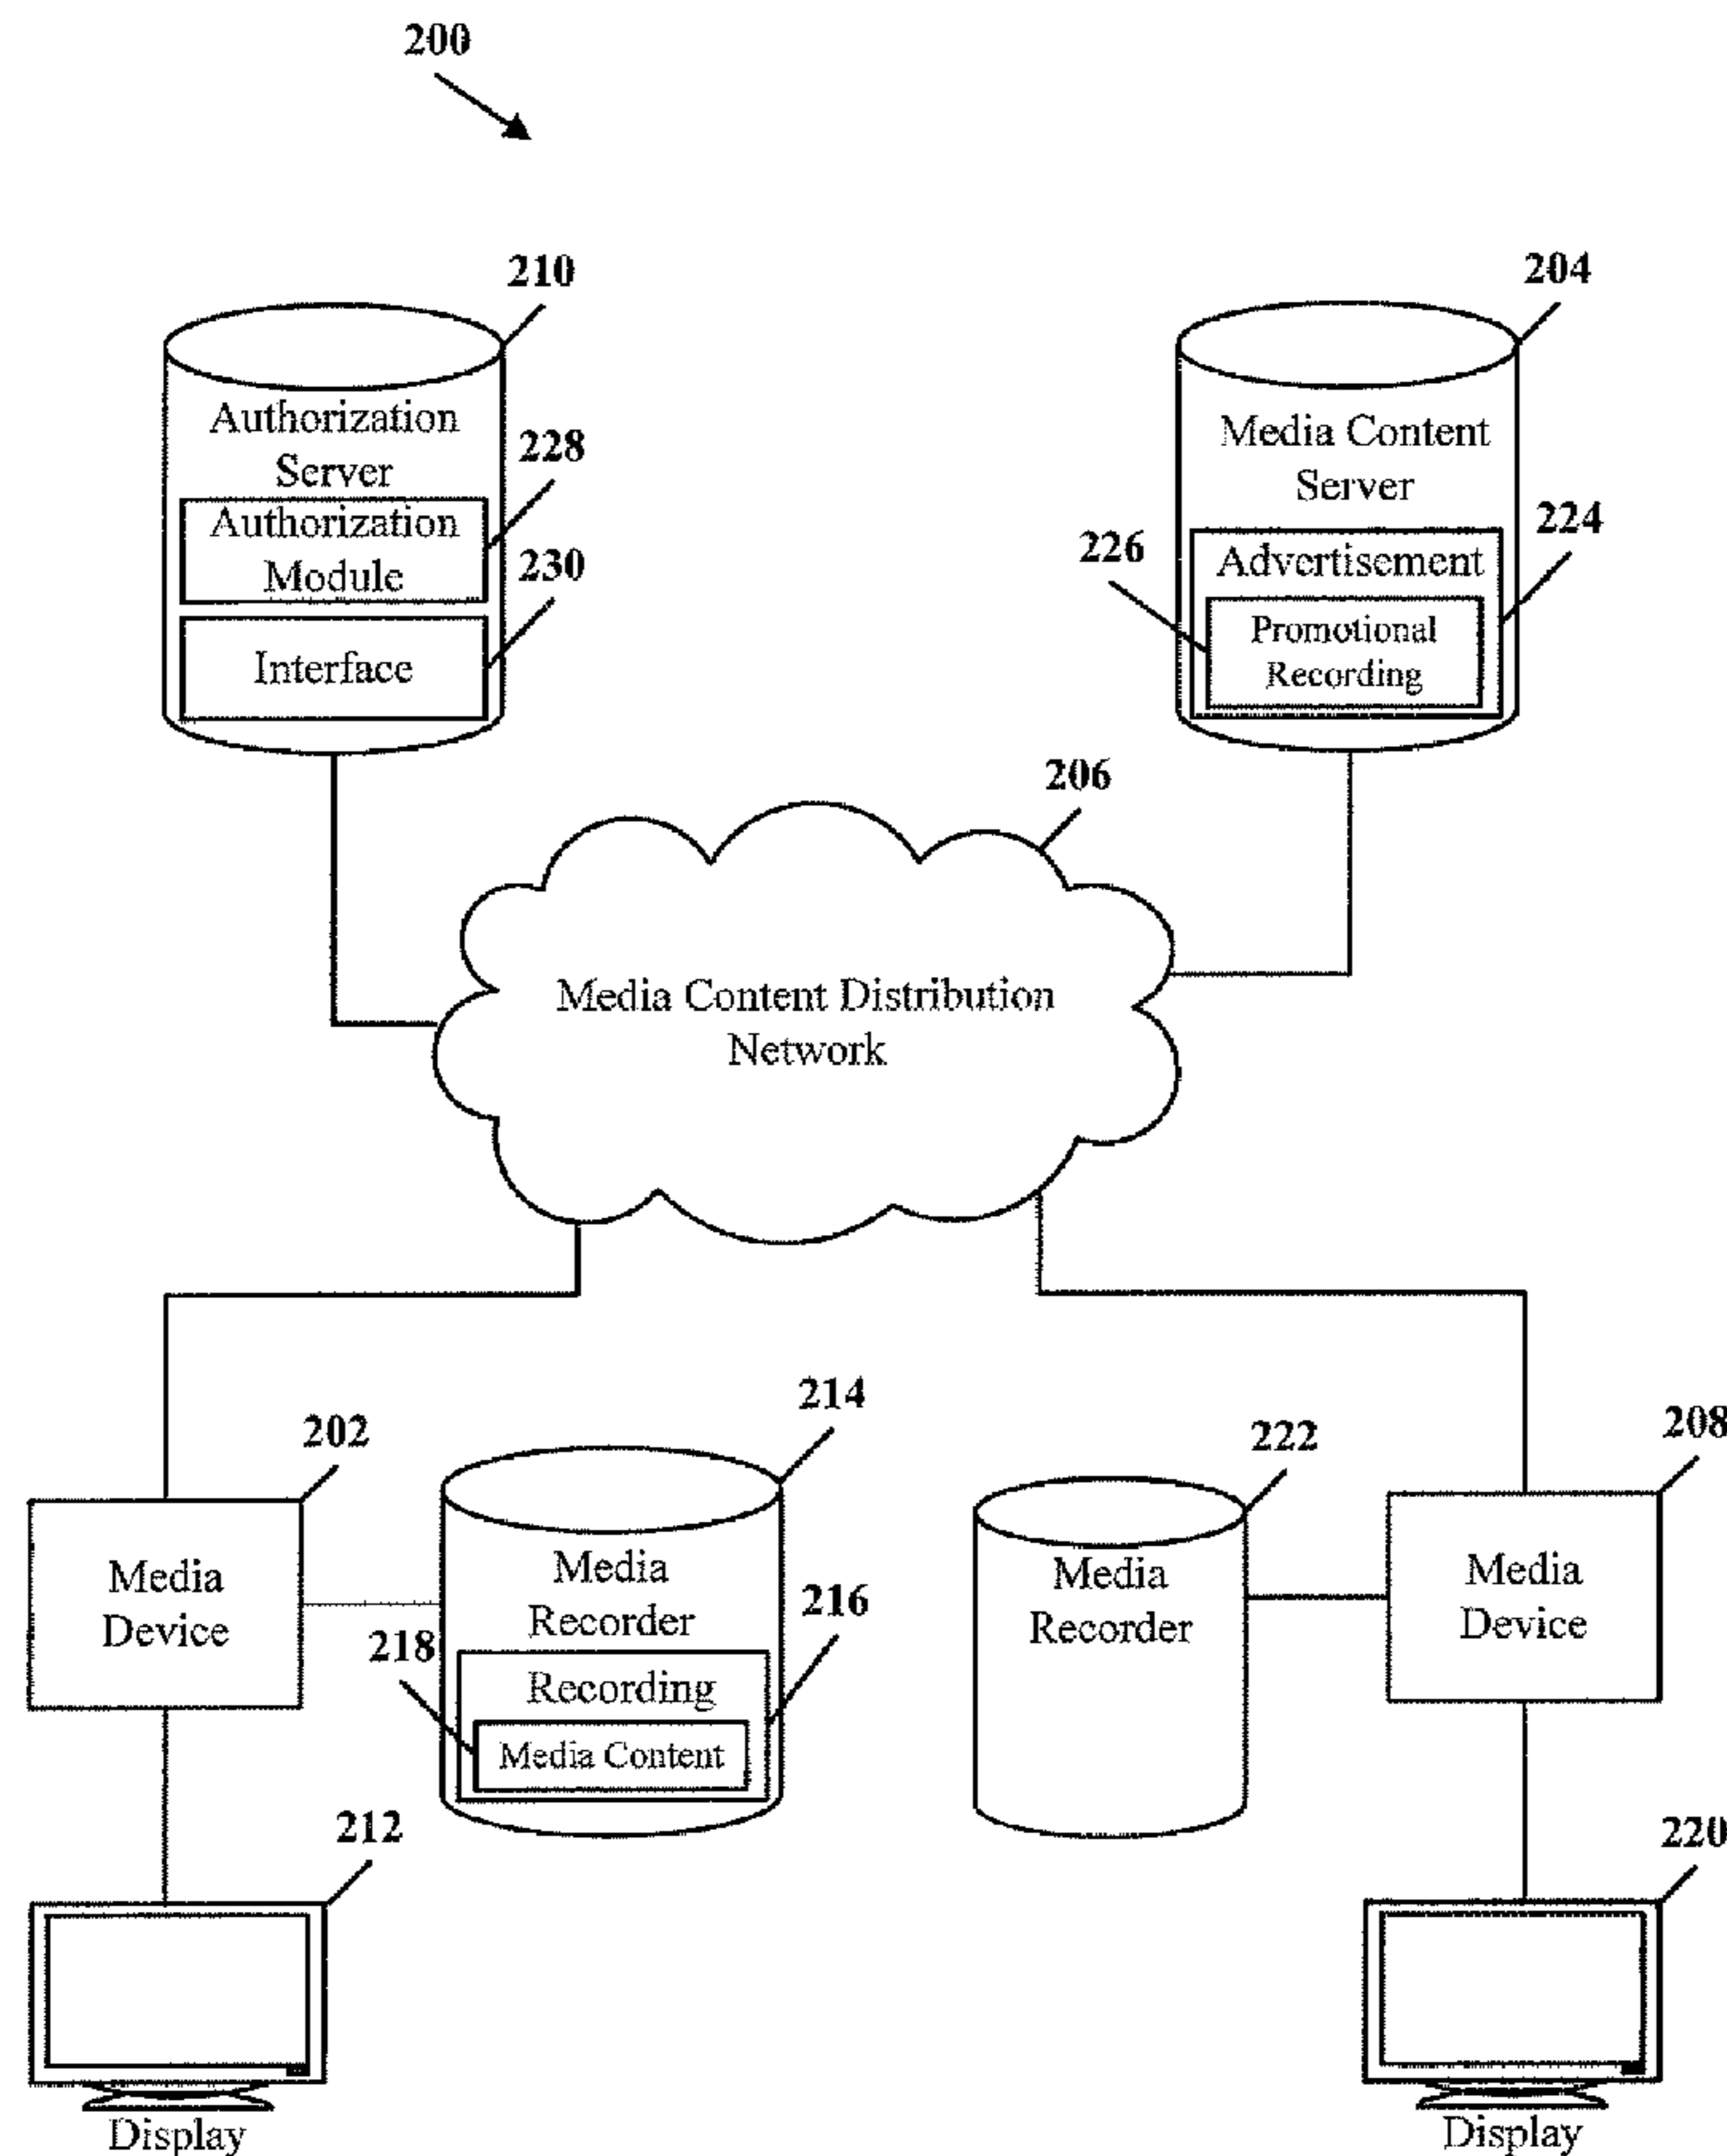 200
210
204
Authorization
Server
228
Authorization
Module
230
Interface
Media Content
Server
224
226
Advertisement
Promotional
Recording
206
Media Content Distribution
Network
202
214
222
208
Media
Device
Media
Recorder
216
218
Recording
Media Content
Media
Recorder
Media
Device
212
220
Display
Display